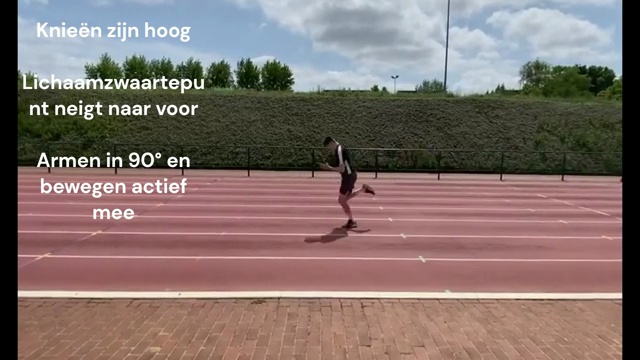 Knieën zijn hoog
Lichaamzwaartepu
nt neigt naar voor
Armen in 90° en
bewegen actief
mee